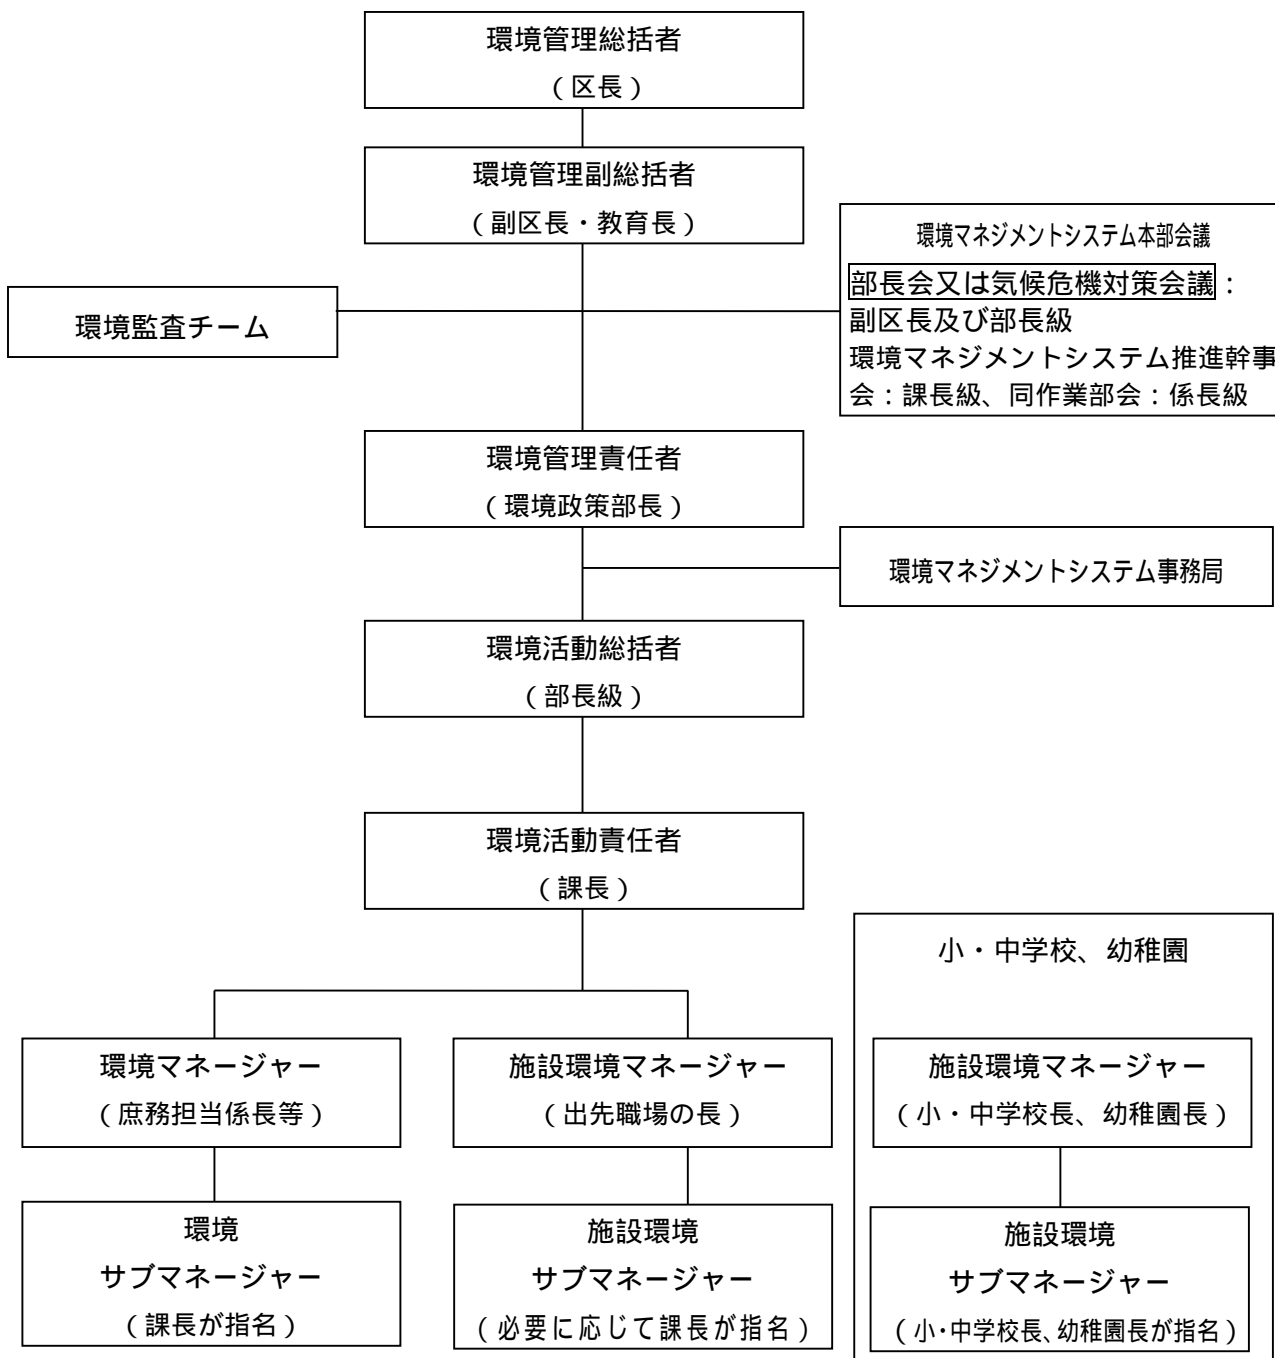 環境管理総括者
（区長）
環境管理副総括者
（副区長・教育長）
環境マネジメントシステム本部会議
部長会又は気候危機対策会議：
副区長及び部長級
環境マネジメントシステム推進幹事
会：課長級、同作業部会：係長級
環境監査チーム
環境管理責任者
（環境政策部長）
環境マネジメントシステム事務局
環境活動総括者
（部長級）
環境活動責任者
（課長）
小・中学校、幼稚園
環境マネージャー
（庶務担当係長等）
施設環境マネージャー
（出先職場の長）
施設環境マネージャー
（小・中学校長、幼稚園長）
環境
サブマネージャー
（課長が指名）
施設環境
サブマネージャー
（必要に応じて課長が指名）
施設環境
サブマネージャー
（小・中学校長、幼稚園長が指名）